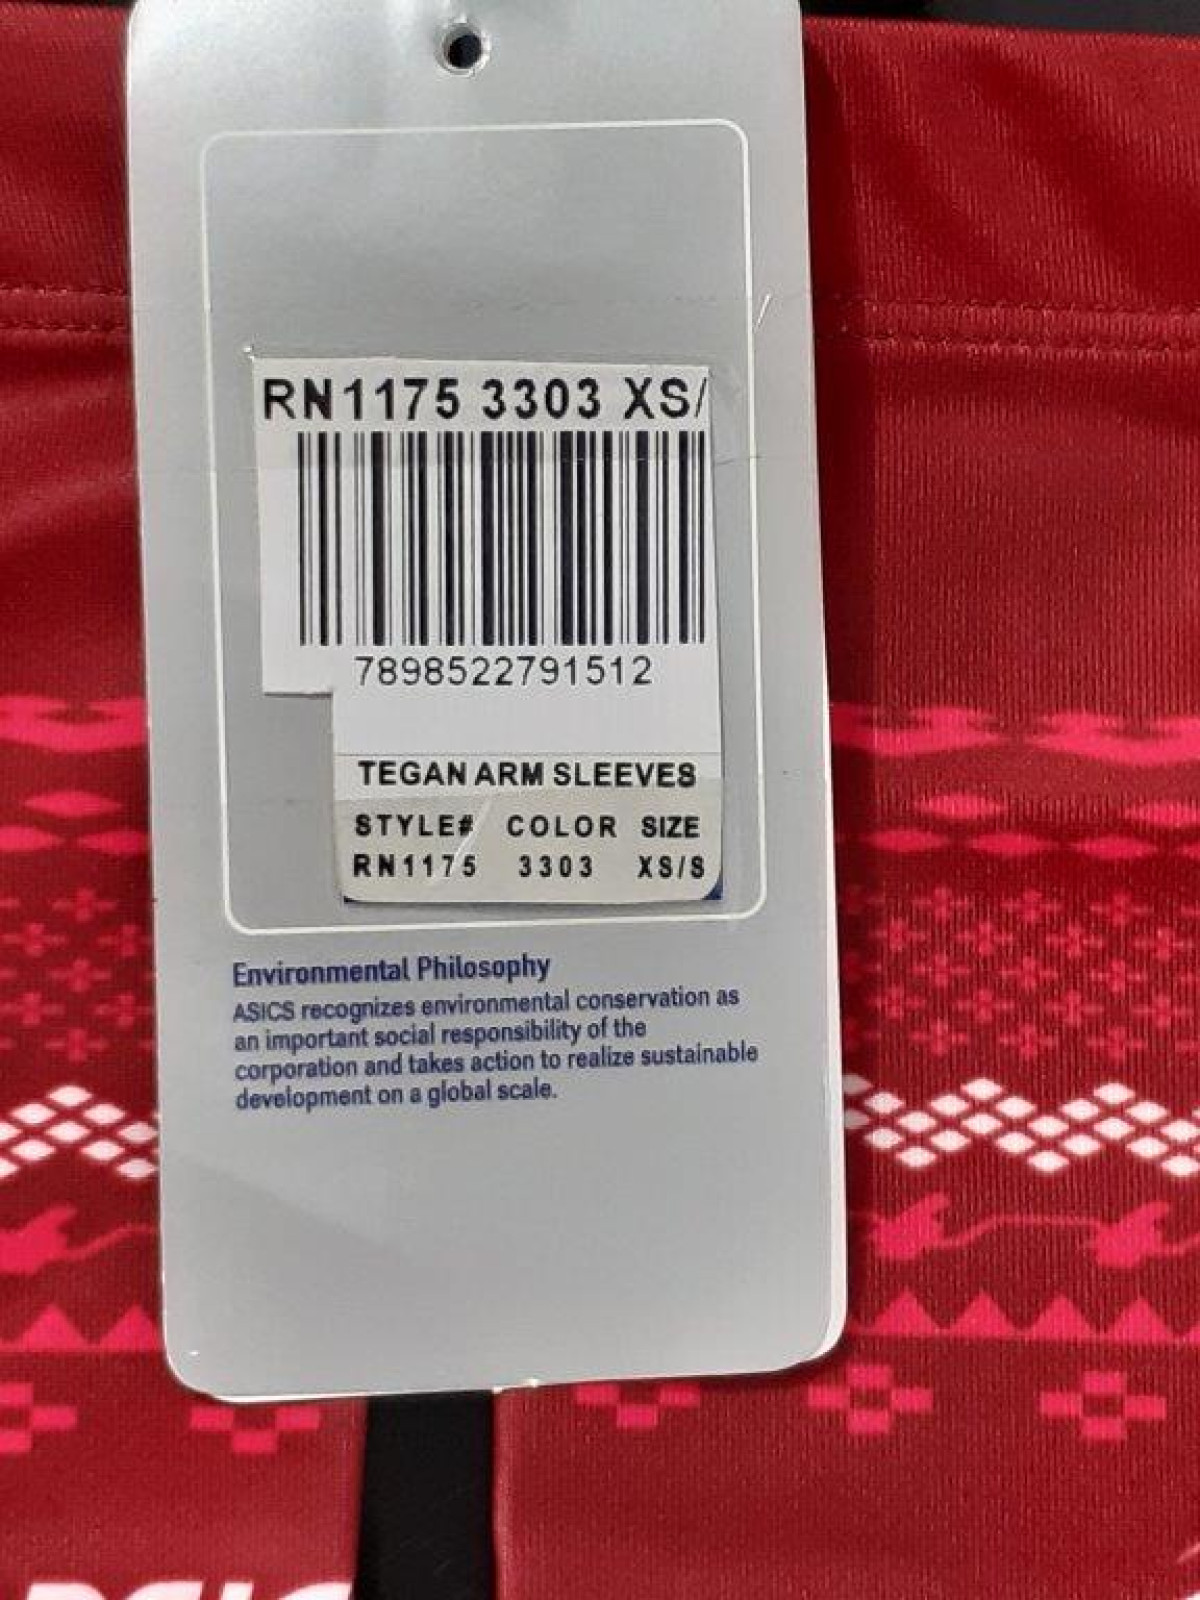 RN1175 3303 XS/
7898522791512
TEGAN ARM SLEEVES
STYLE# COLOR SIZE
RN1175 3303 XS/S
Environmental Philosophy
ASICS recognizes environmental conservation as
an important social responsibility of the
corporation and takes action to realize sustainable
development on a global scale.